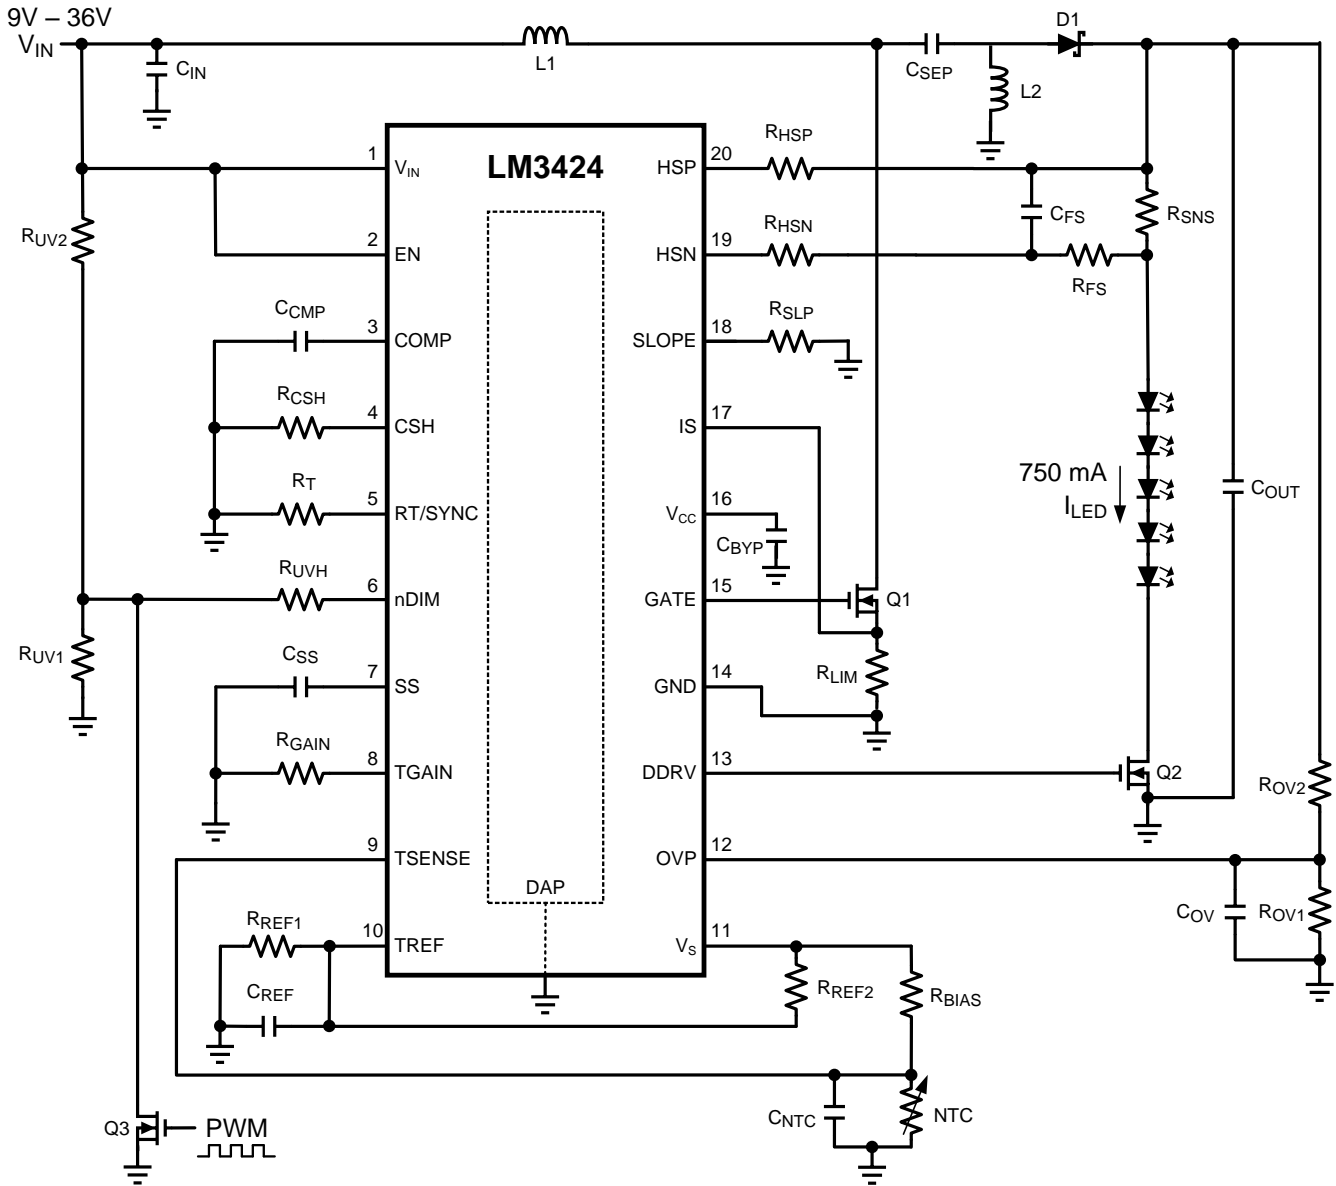 9V – 36V
VIN
CIN
L1
CSEP
D1
L2
LM3424
1
VIN
20
HSP
RHSP
CFS
RSNS
RUV2
2
EN
19
HSN
RHSN
RFS
CCMP
3
COMP
18
SLOPE
RSLP
RCSH
4
CSH
17
IS
750 mA
ILED
COUT
RT
5
RT/SYNC
16
VCC
CBYP
RUVH
6
nDIM
15
GATE
Q1
RUV1
CSS
7
SS
14
GND
RLIM
RGAIN
8
TGAIN
13
DDRV
Q2
ROV2
9
TSENSE
12
OVP
COV
ROV1
DAP
RREF1
10
TREF
11
VS
CREF
RREF2
RBIAS
CNTC
NTC
Q3
PWM